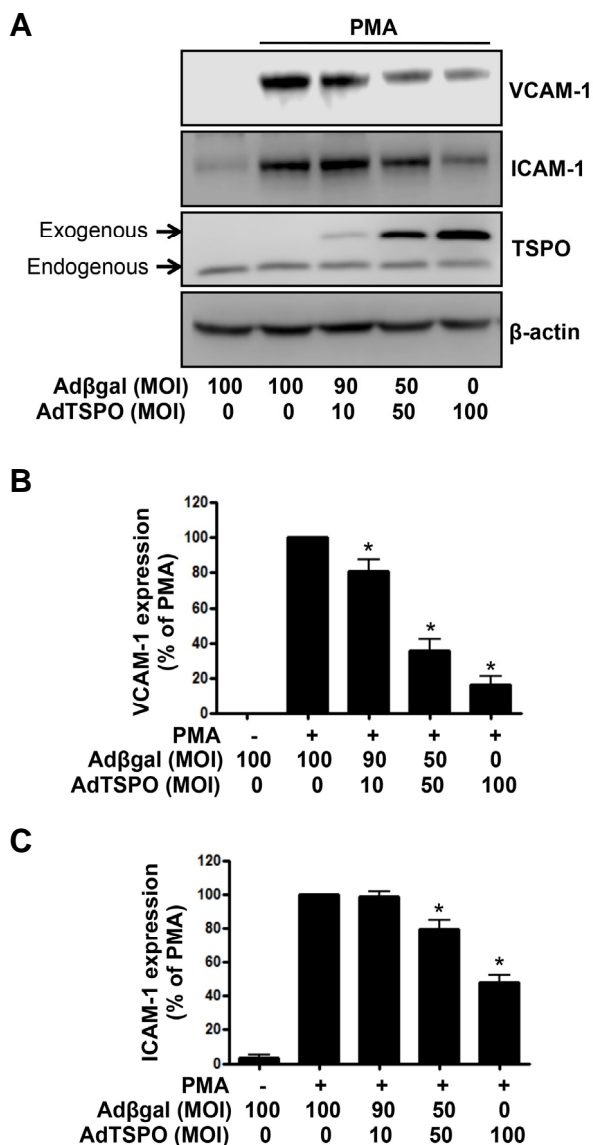 A
PMA
VCAM-1
ICAM-1
Exogenous
TSPO
Endogenous
β-actin
Adβgal (MOI) 100 100 90 50 0
AdTSPO (MOI) 0 0 10 50 100
B
VCAM-1 expression
(% of PMA)
120
100
80
60
40
20
0
*
*
*
PMA - + + + +
Adβgal (MOI) 100 100 90 50 0
AdTSPO (MOI) 0 0 10 50 100
C
ICAM-1 expression
(% of PMA)
120
100
80
60
40
20
0
*
*
PMA - + + + +
Adβgal (MOI) 100 100 90 50 0
AdTSPO (MOI) 0 0 10 50 100